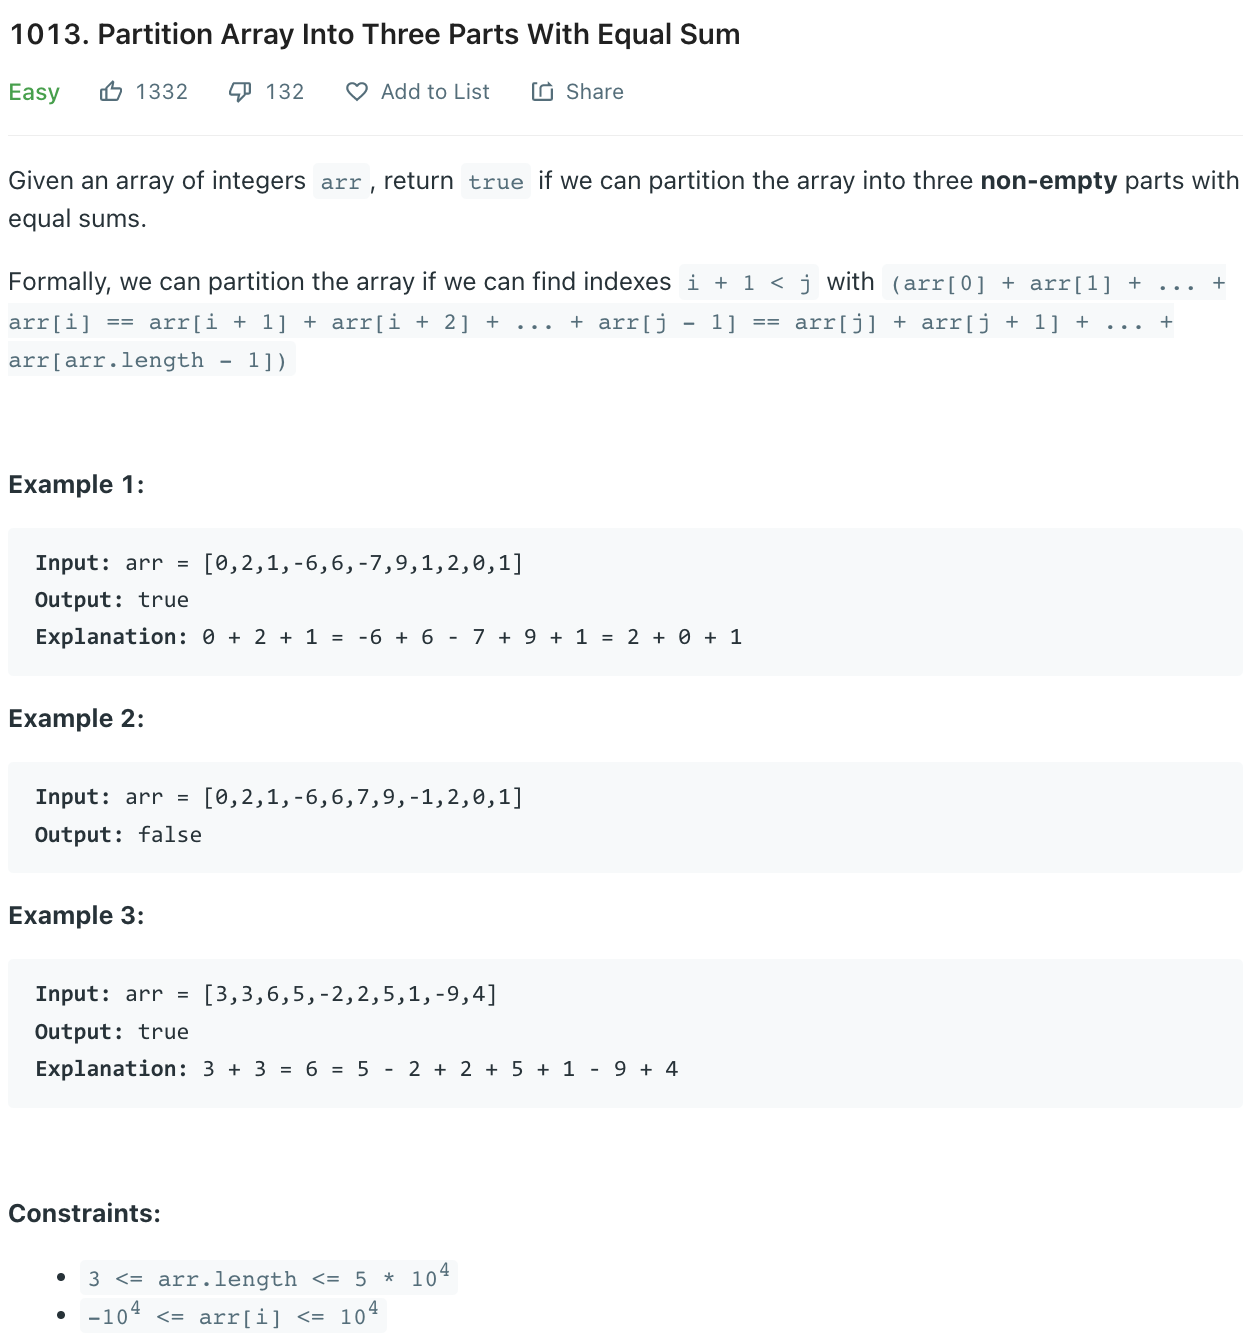 1013. Partition Array Into Three Parts With Equal Sum
Easy 1332 132 Add to List Share
Given an array of integers arr , return true if we can partition the array into three non-empty parts with
equal sums.
Formally, we can partition the array if we can find indexes i + 1 < j with (arr[0] + arr[1] + ... +
arr[i] == arr[i + 1] + arr[i + 2] + ... + arr[j - 1] == arr[j] + arr[j + 1] + ... +
arr[arr.length - 1])
Example 1:
Input: arr = [0,2,1,-6,6,-7,9,1,2,0,1]
Output: true
Explanation: 0 + 2 + 1 = -6 + 6 - 7 + 9 + 1 = 2 + 0 + 1
Example 2:
Input: arr = [0,2,1,-6,6,7,9,-1,2,0,1]
Output: false
Example 3:
Input: arr = [3,3,6,5,-2,2,5,1,-9,4]
Output: true
Explanation: 3 + 3 = 6 = 5 - 2 + 2 + 5 + 1 - 9 + 4
Constraints:
• 3 <= arr.length <= 5 * 10⁴
• -10⁴ <= arr[i] <= 10⁴